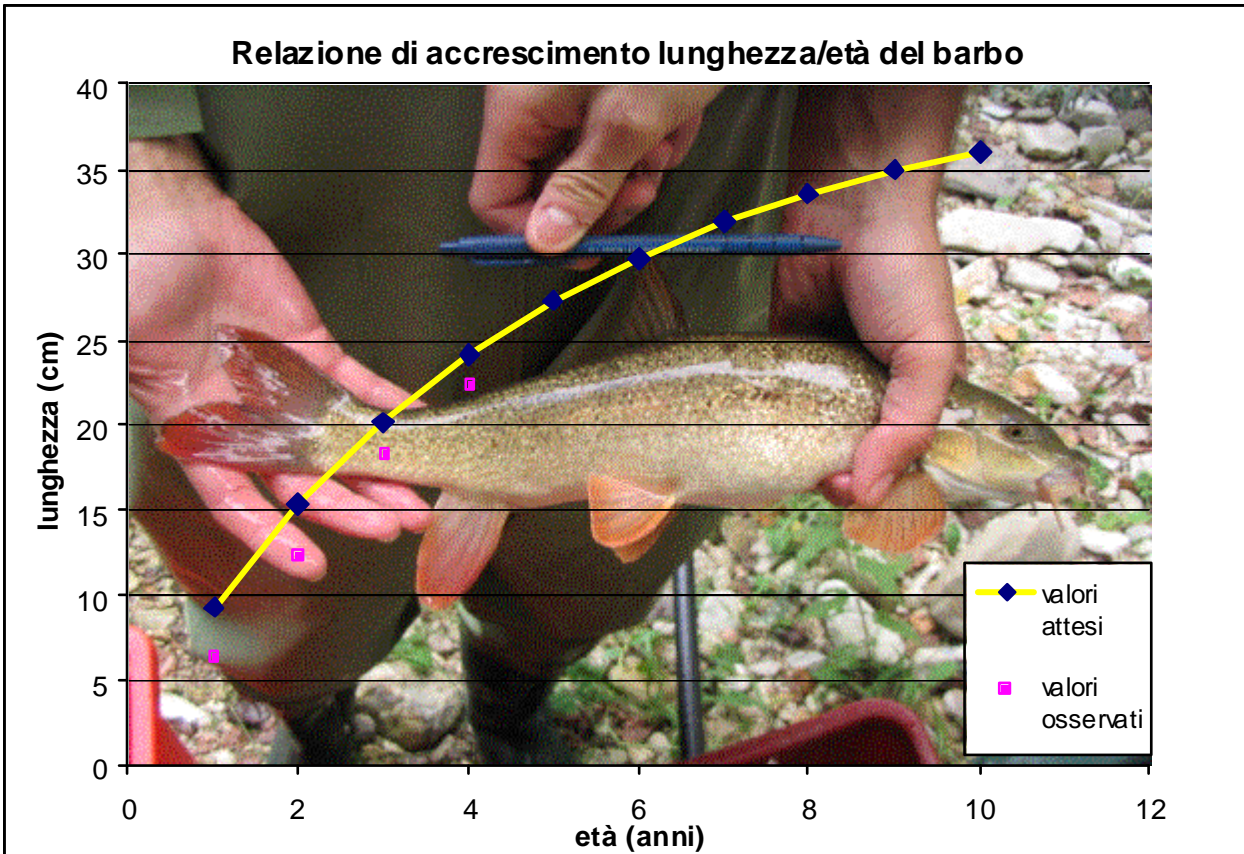 Relazione di accrescimento lunghezza/età del barbo
40
35
30
25
20
15
10
5
0
lunghezza (cm)
0 2 4 6 8 10 12
età (anni)
valori
attesi
valori
osservati